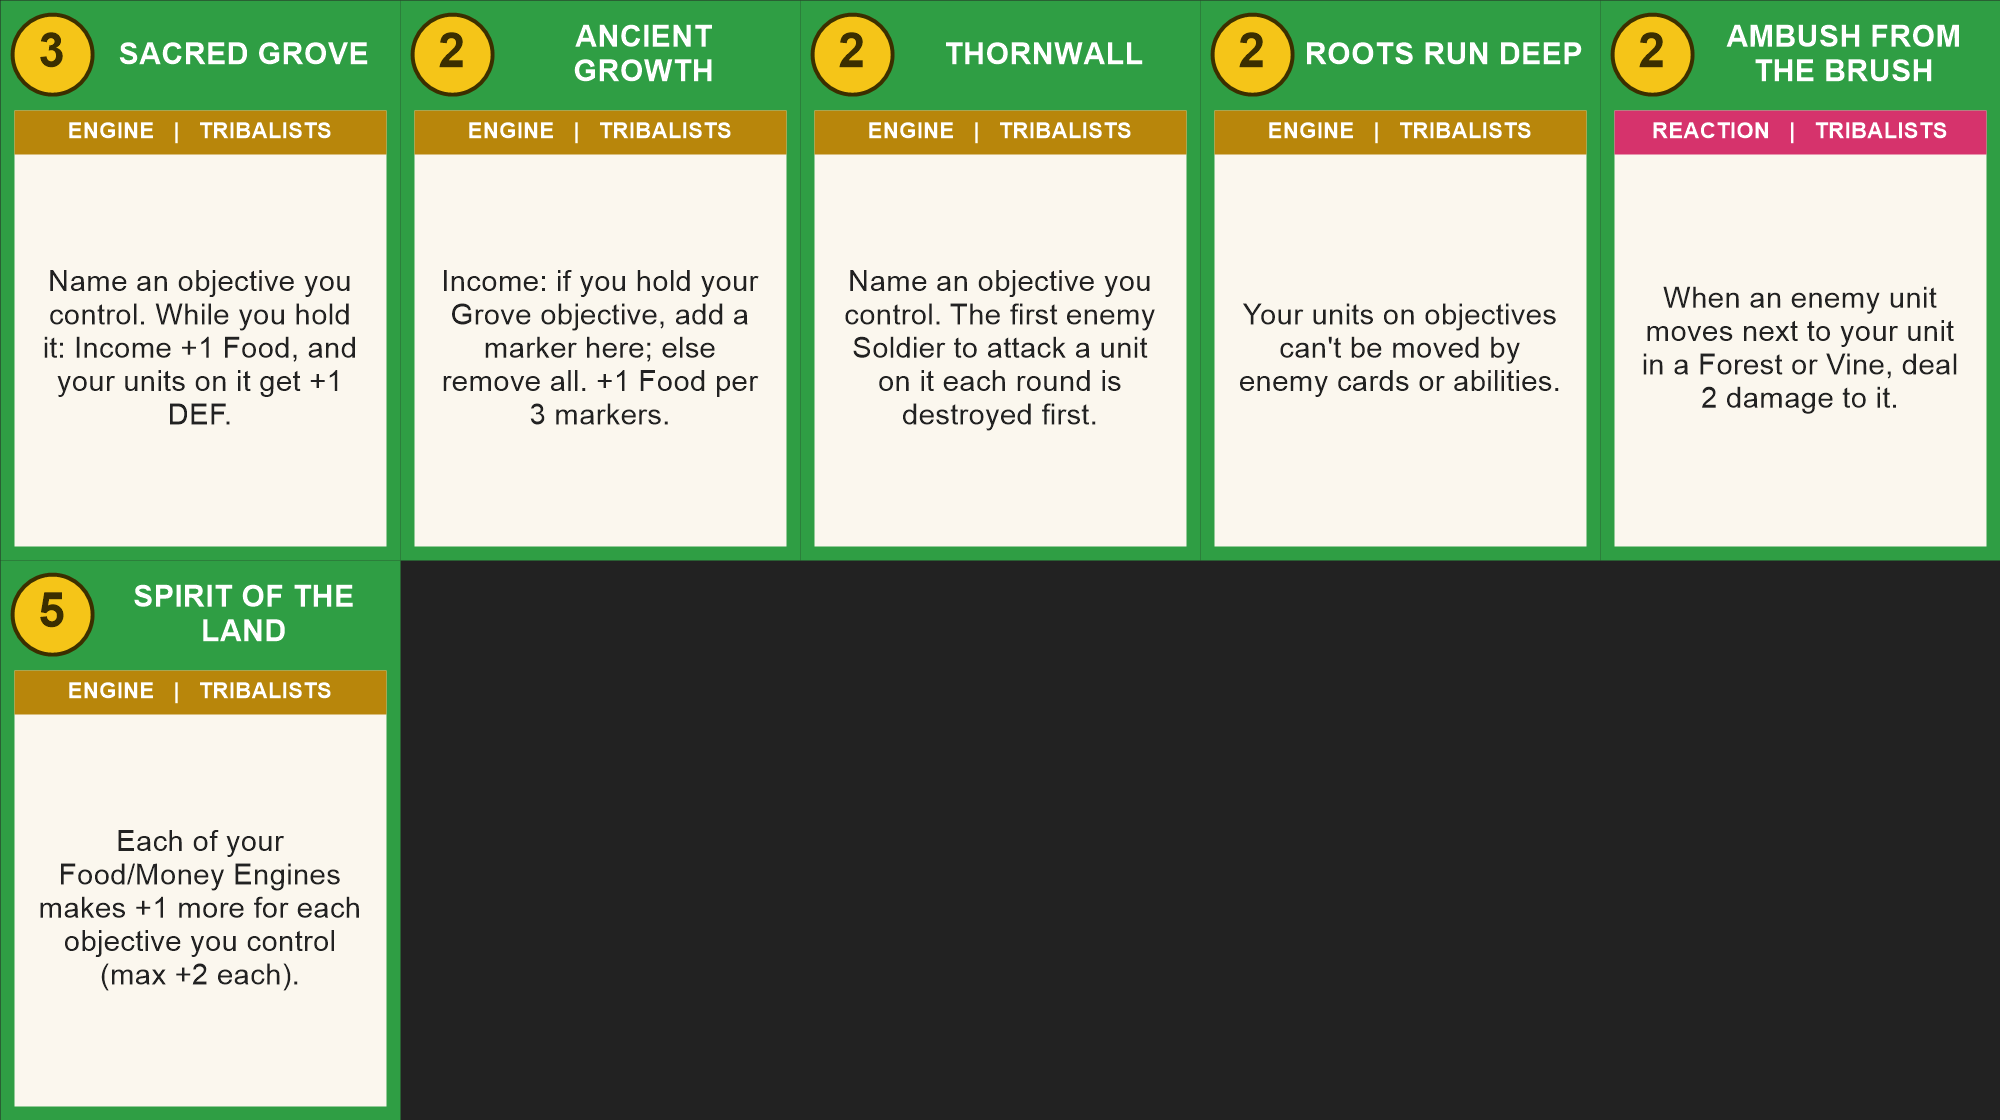 3
SACRED GROVE
ENGINE | TRIBALISTS
Name an objective you
control. While you hold
it: Income +1 Food, and
your units on it get +1
DEF.
2
ANCIENT
GROWTH
ENGINE | TRIBALISTS
Income: if you hold your
Grove objective, add a
marker here; else
remove all. +1 Food per
3 markers.
2
THORNWALL
ENGINE | TRIBALISTS
Name an objective you
control. The first enemy
Soldier to attack a unit
on it each round is
destroyed first.
2
ROOTS RUN DEEP
ENGINE | TRIBALISTS
Your units on objectives
can't be moved by
enemy cards or abilities.
2
AMBUSH FROM
THE BRUSH
REACTION | TRIBALISTS
When an enemy unit
moves next to your unit
in a Forest or Vine, deal
2 damage to it.
5
SPIRIT OF THE
LAND
ENGINE | TRIBALISTS
Each of your
Food/Money Engines
makes +1 more for each
objective you control
(max +2 each).